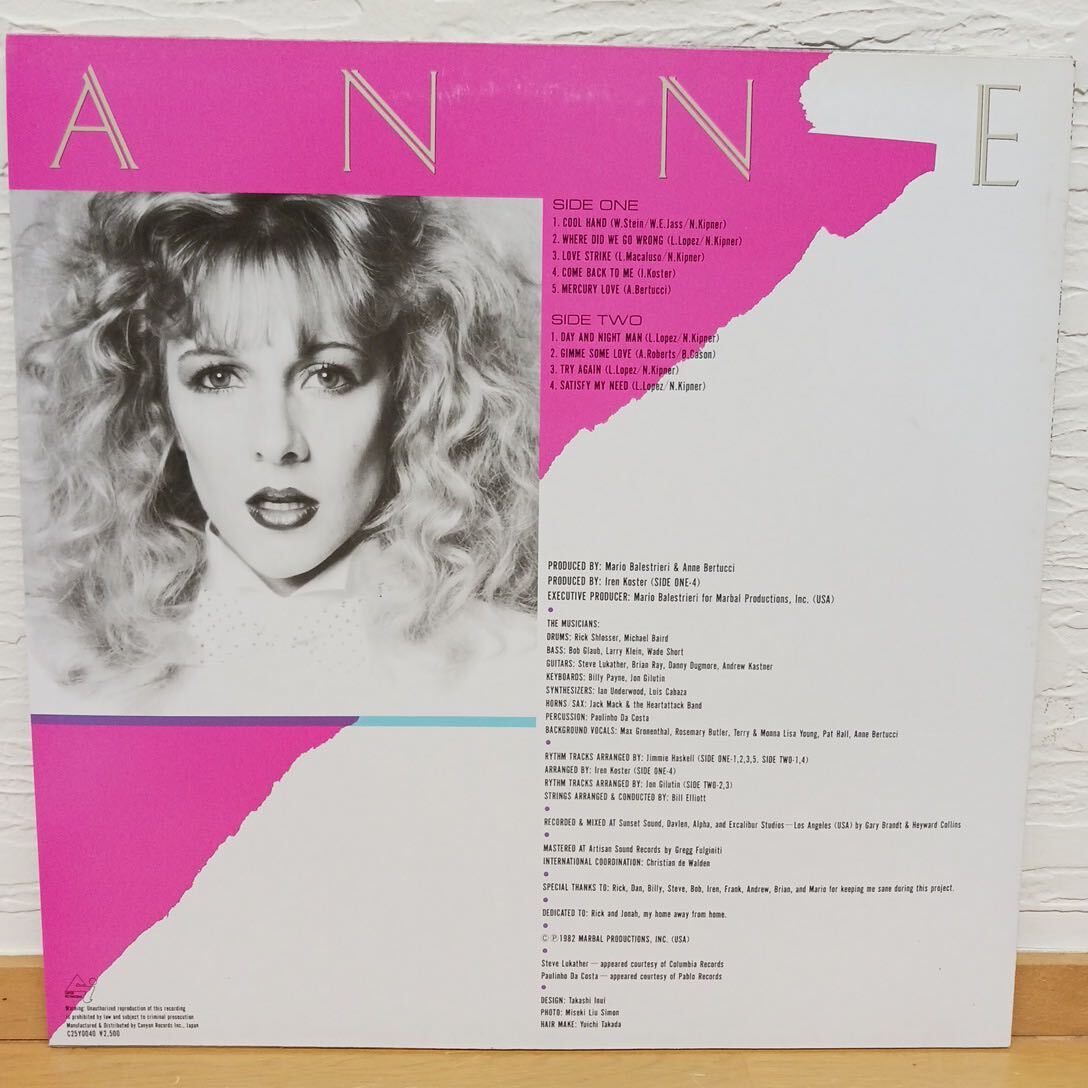 ANNE
SIDE ONE
1. COOL HAND (W.Stein/W.E.Jass/N.Kipner)
2. WHERE DID WE GO WRONG (L.Lopez/N.Kipner)
3. LOVE STRIKE (L.Macaluso/N.Kipner)
4. COME BACK TO ME (I.Koster)
5. MERCURY LOVE (A.Bertucci)
SIDE TWO
1. DAY AND NIGHT MAN (L.Lopez/N.Kipner)
2. GIMME SOME LOVE (A.Roberts/B.Cason)
3. TRY AGAIN (L.Lopez/N.Kipner)
4. SATISFY MY NEED (L.Lopez/N.Kipner)
PRODUCED BY: Mario Balestrieri & Anne Bertucci
PRODUCED BY: Iren Koster (SIDE ONE-4)
EXECUTIVE PRODUCER: Mario Balestrieri for Marbal Productions, Inc. (USA)
THE MUSICIANS:
DRUMS: Rick Shlosser, Michael Baird
BASS: Bob Glaub, Larry Klein, Wade Short
GUITARS: Steve Lukather, Brian Ray, Danny Dugmore, Andrew Kastner
KEYBOARDS: Billy Payne, Jon Gilutin
SYNTHESIZERS: Ian Underwood, Luis Cabaza
HORNS/SAX: Jack Mack & the Heartattack Band
PERCUSSION: Paulinho Da Costa
BACKGROUND VOCALS: Max Gronenthal, Rosemary Butler, Terry & Monna Lisa Young, Pat Hall, Anne Bertucci
RYTHM TRACKS ARRANGED BY: Jimmie Haskell (SIDE ONE-1,2,3,5. SIDE TWO-1,4)
ARRANGED BY: Iren Koster (SIDE ONE-4)
RYTHM TRACKS ARRANGED BY: Jon Gilutin (SIDE TWO-2,3)
STRINGS ARRANGED & CONDUCTED BY: Bill Elliott
RECORDED & MIXED AT Sunset Sound, Davlen, Alpha, and Excalibur Studios—Los Angeles (USA) by Gary Brandt & Heyward Collins
MASTERED AT Artisan Sound Records by Gregg Fulginiti
INTERNATIONAL COORDINATION: Christian de Walden
SPECIAL THANKS TO: Rick, Dan, Billy, Steve, Bob, Iren, Frank, Andrew, Brian, and Mario for keeping me sane during this project.
DEDICATED TO: Rick and Jonah, my home away from home.
Ⓒ Ⓟ 1982 MARBAL PRODUCTIONS, INC. (USA)
Steve Lukather—appeared courtesy of Columbia Records
Paulinho Da Costa—appeared courtesy of Pablo Records
DESIGN: Takashi Inui
PHOTO: Miseki Liu Simon
HAIR MAKE: Yuichi Takada
Warning: Unauthorized reproduction of this recording
is prohibited by law and subject to criminal prosecution
Manufactured & Distributed by Canyon Records Inc., Japan
C25Y0040 ¥2,500